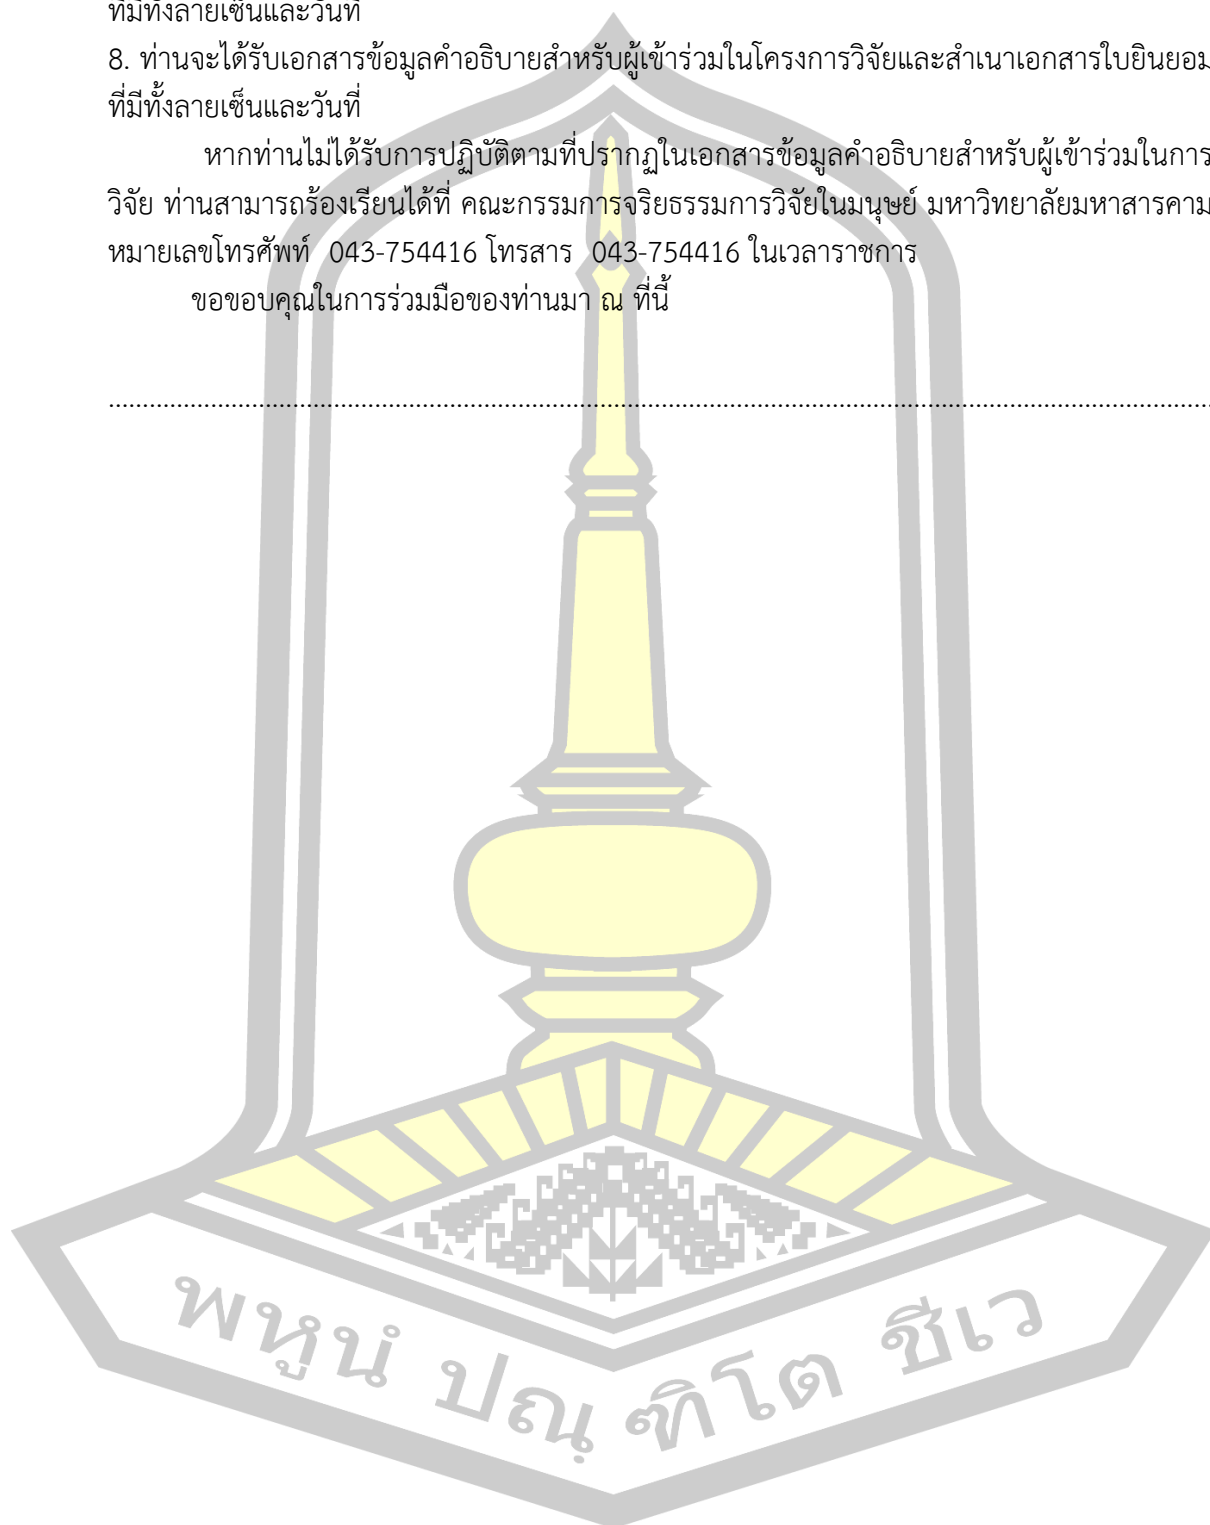 ที่มีทั้งลายเซ็นและวันที่
8. ท่านจะได้รับเอกสารข้อมูลคำอธิบายสำหรับผู้เข้าร่วมในโครงการวิจัยและสำเนาเอกสารใบยินยอม
ที่มีทั้งลายเซ็นและวันที่
หากท่านไม่ได้รับการปฏิบัติตามที่ปรากฏในเอกสารข้อมูลคำอธิบายสำหรับผู้เข้าร่วมในการ
วิจัย ท่านสามารถร้องเรียนได้ที่ คณะกรรมการจริยธรรมการวิจัยในมนุษย์ มหาวิทยาลัยมหาสารคาม
หมายเลขโทรศัพท์ 043-754416 โทรสาร 043-754416 ในเวลาราชการ
ขอขอบคุณในการร่วมมือของท่านมา ณ ที่นี้
พหูนํ ปณฺ ฑิโต ชีเว